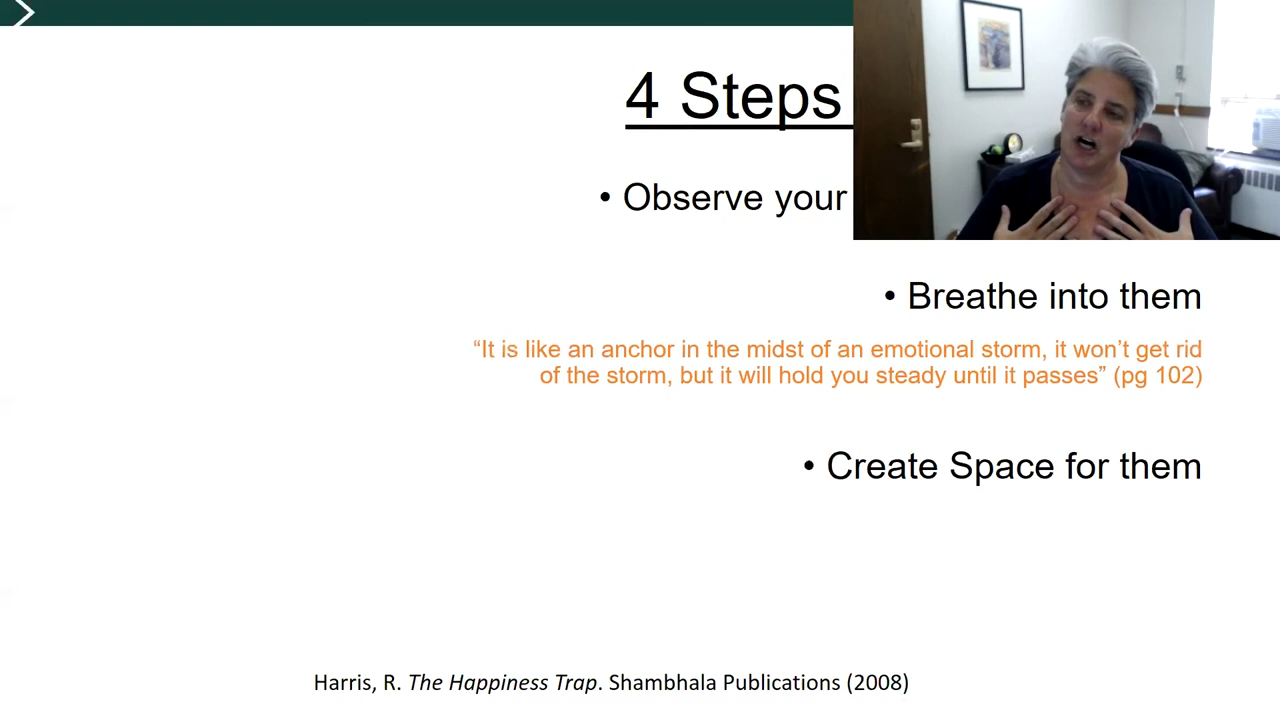 4 Steps
• Observe your
• Breathe into them
“It is like an anchor in the midst of an emotional storm, it won’t get rid
of the storm, but it will hold you steady until it passes” (pg 102)
• Create Space for them
Harris, R. The Happiness Trap. Shambhala Publications (2008)